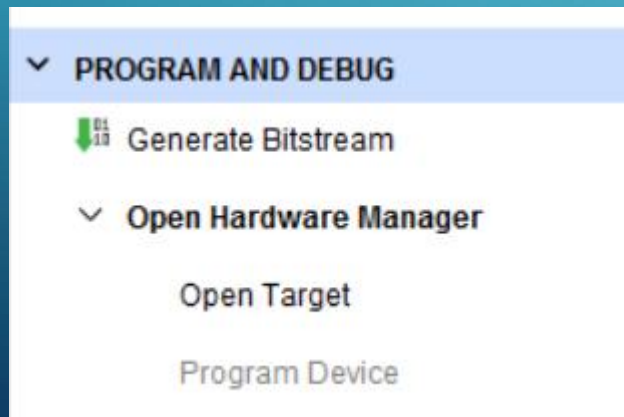 PROGRAM AND DEBUG
Generate Bitstream
Open Hardware Manager
Open Target
Program Device